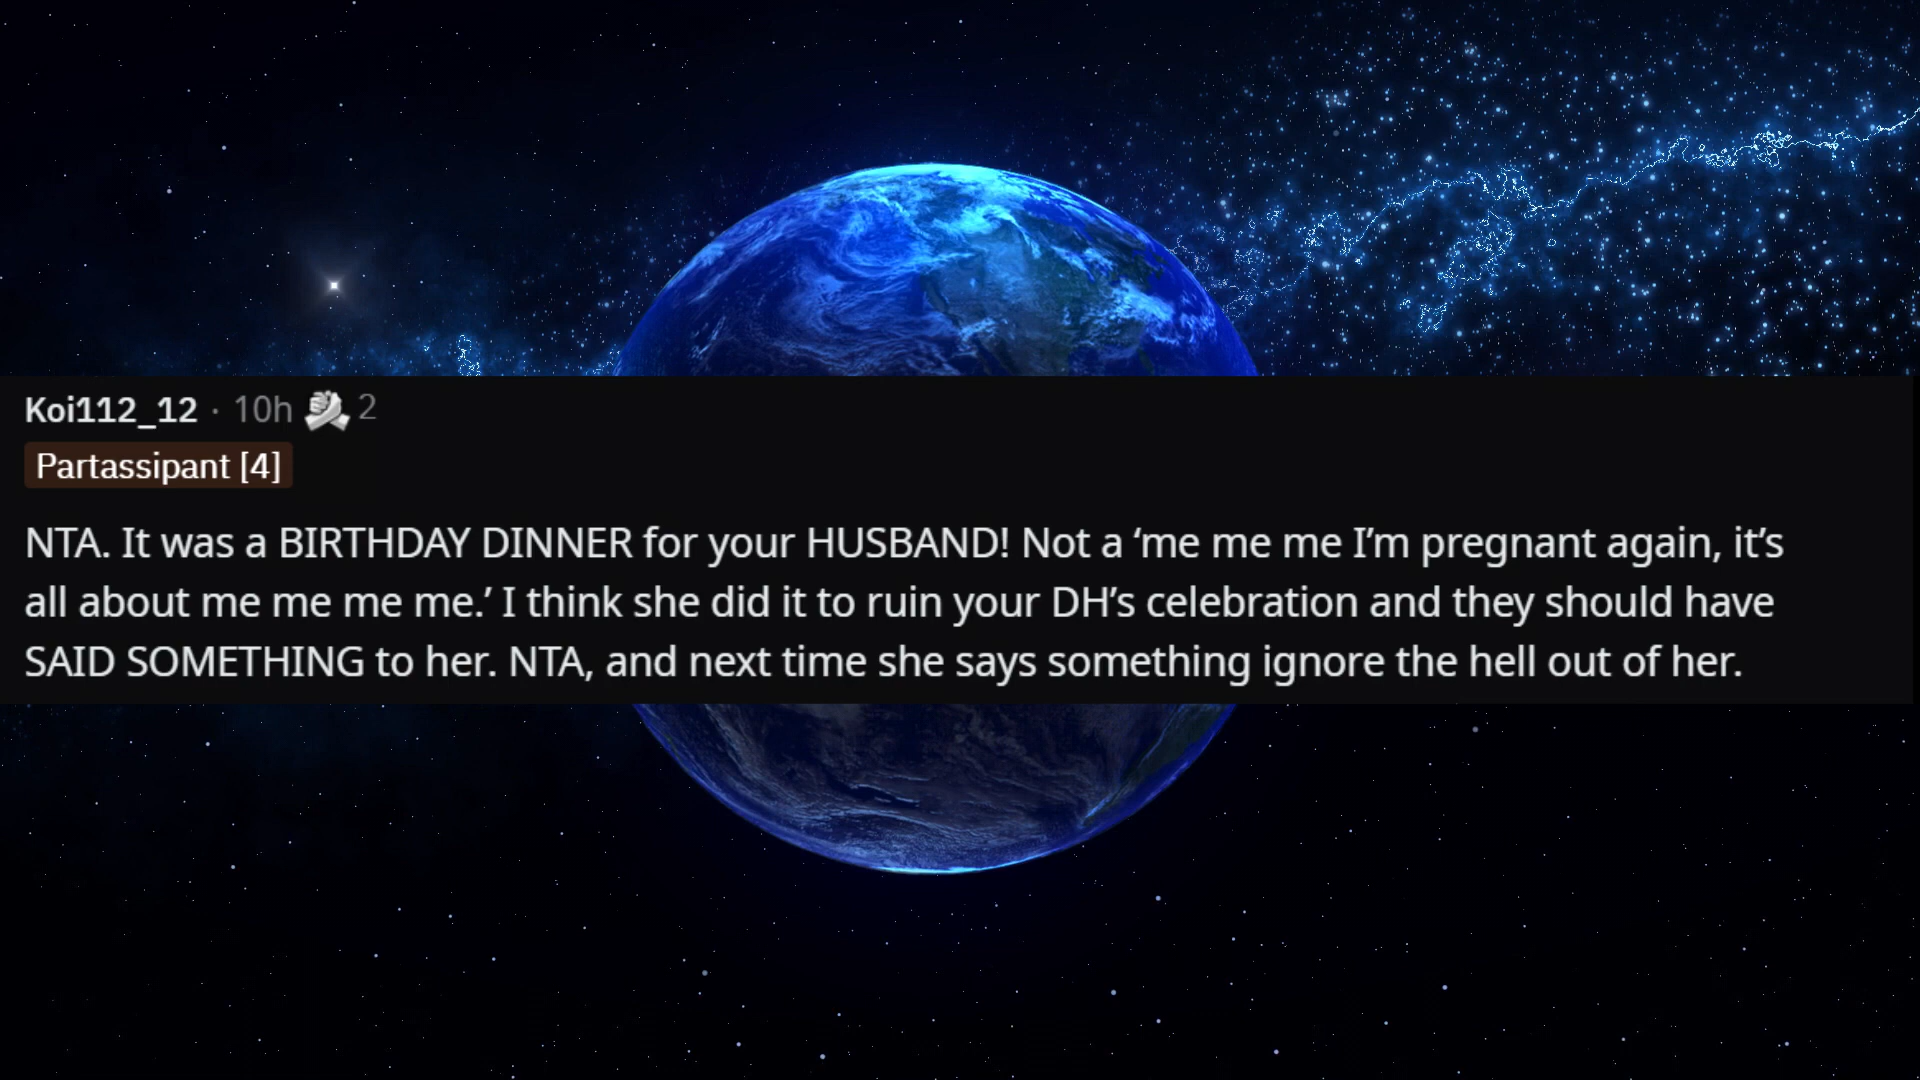 Koi112_12 · 10h 2
Partassipant [4]
NTA. It was a BIRTHDAY DINNER for your HUSBAND! Not a ‘me me me I’m pregnant again, it’s
all about me me me me.’ I think she did it to ruin your DH’s celebration and they should have
SAID SOMETHING to her. NTA, and next time she says something ignore the hell out of her.